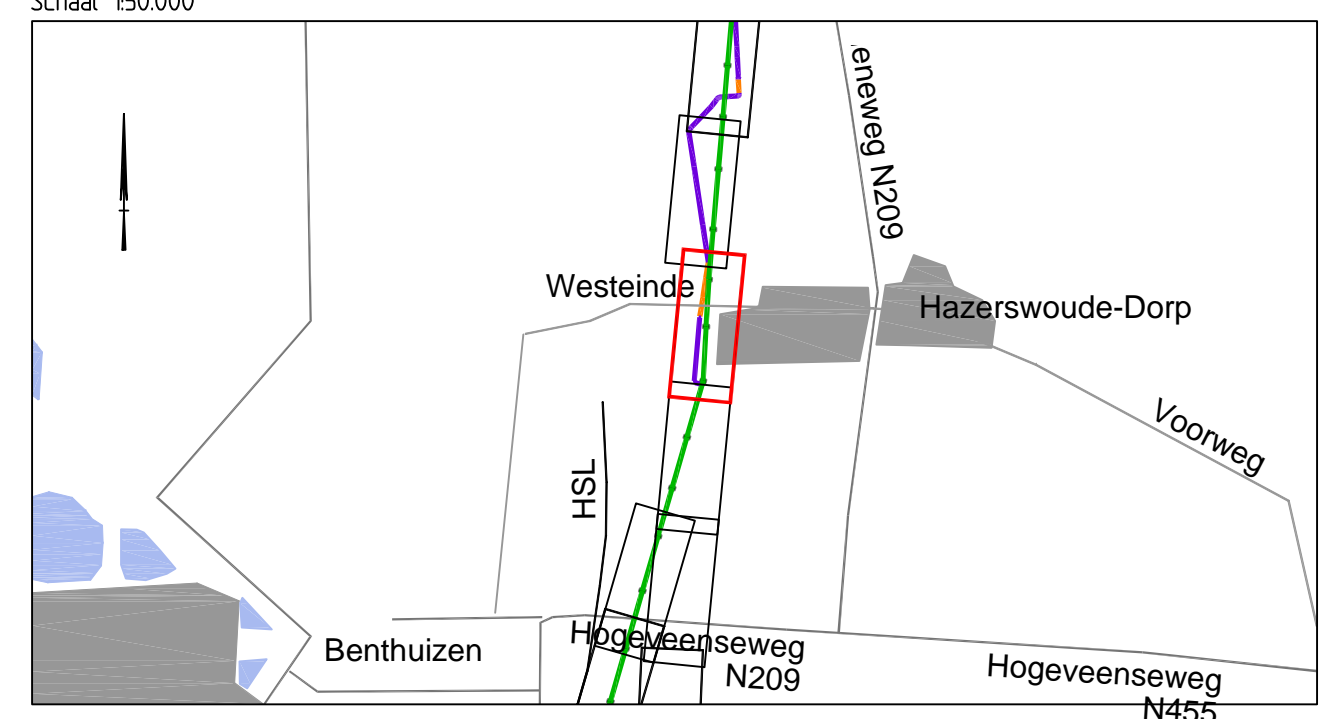 Schaal 1:50.000
eneweg N209
Westeinde
Hazerswoude-Dorp
Voorweg
HSL
Hogeveenseweg
N209
Benthuizen
Hogeveenseweg
N455